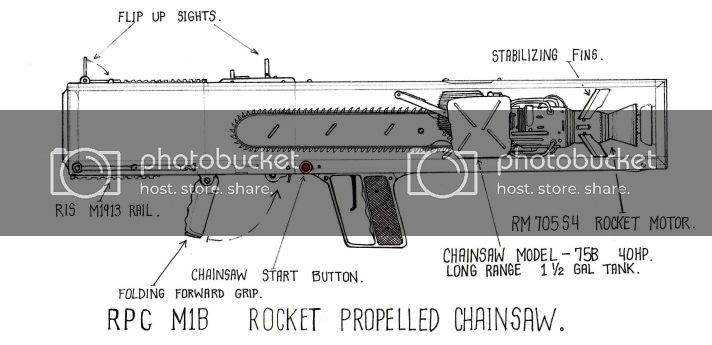 FLIP UP SIGHTS.
STABILIZING FINS.
photobucket
host. store. share.
photobucket
host. store. share.
RIS M1913 RAIL.
RM 705 S4 ROCKET MOTOR.
CHAINSAW MODEL - 75B 40HP.
LONG RANGE 1 1/2 GAL TANK.
CHAINSAW START BUTTON.
FOLDING FORWARD GRIP.
RPG M1B ROCKET PROPELLED CHAINSAW.